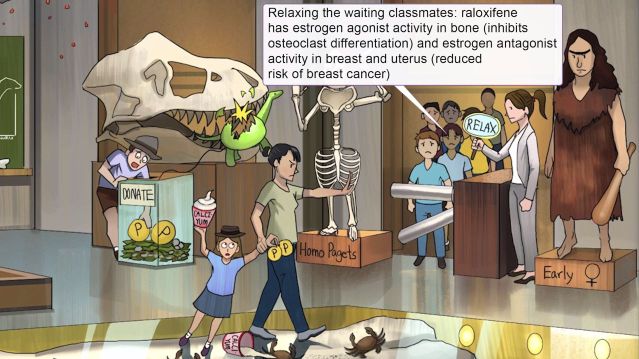 Relaxing the waiting classmates: raloxifene
has estrogen agonist activity in bone (inhibits
osteoclast differentiation) and estrogen antagonist
activity in breast and uterus (reduced
risk of breast cancer)
RELAX
DONATE
P P
CALCE
YUM
P P
Homo Pagets
Early ♀